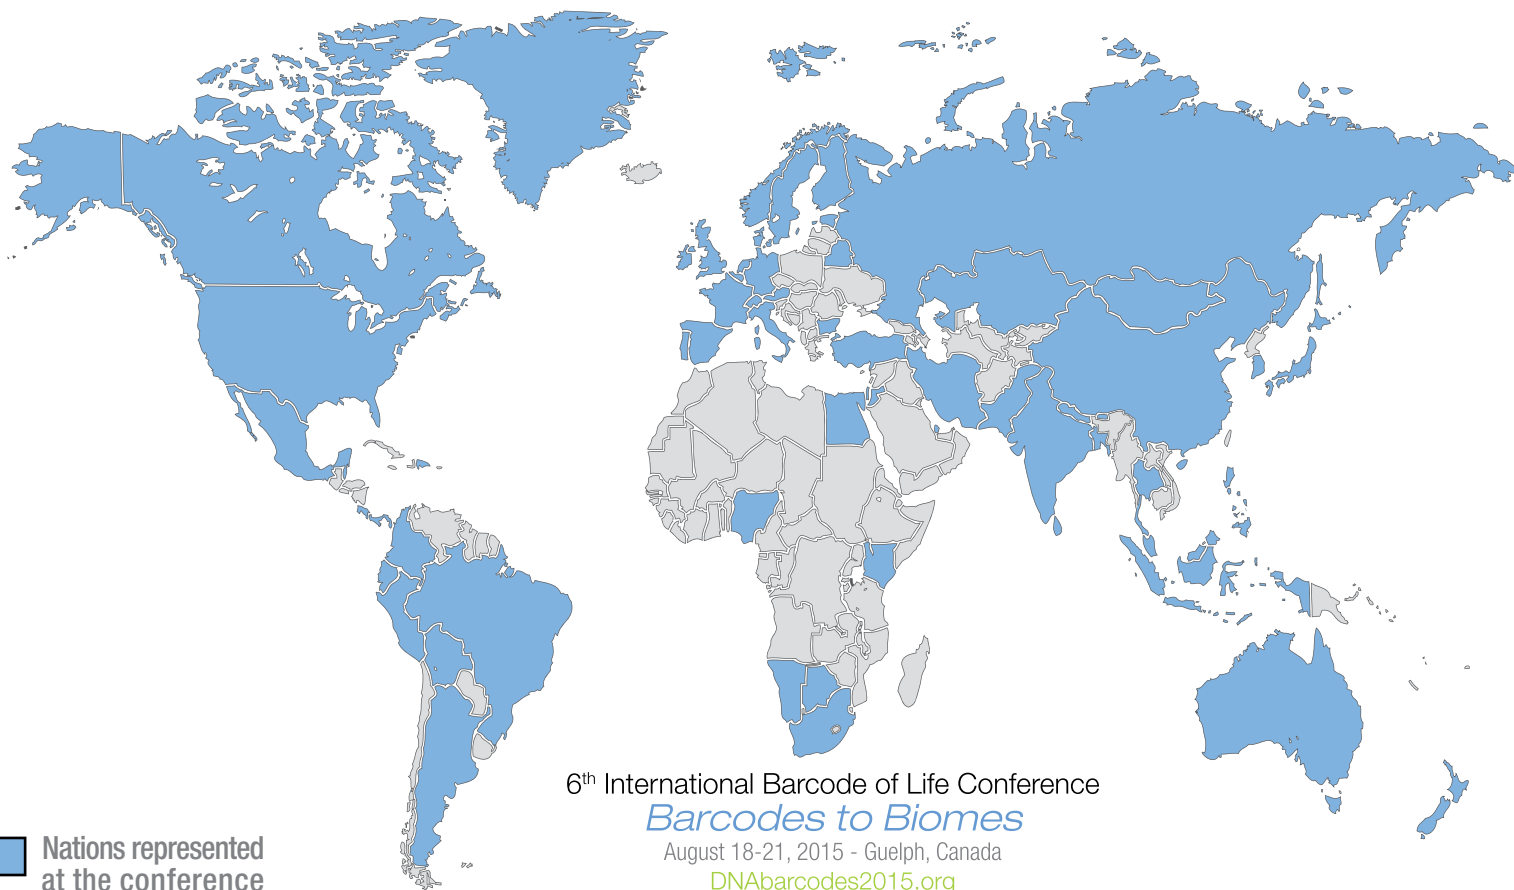 6th International Barcode of Life Conference
Barcodes to Biomes
August 18-21, 2015 - Guelph, Canada
DNAbarcodes2015.org
Nations represented
at the conference